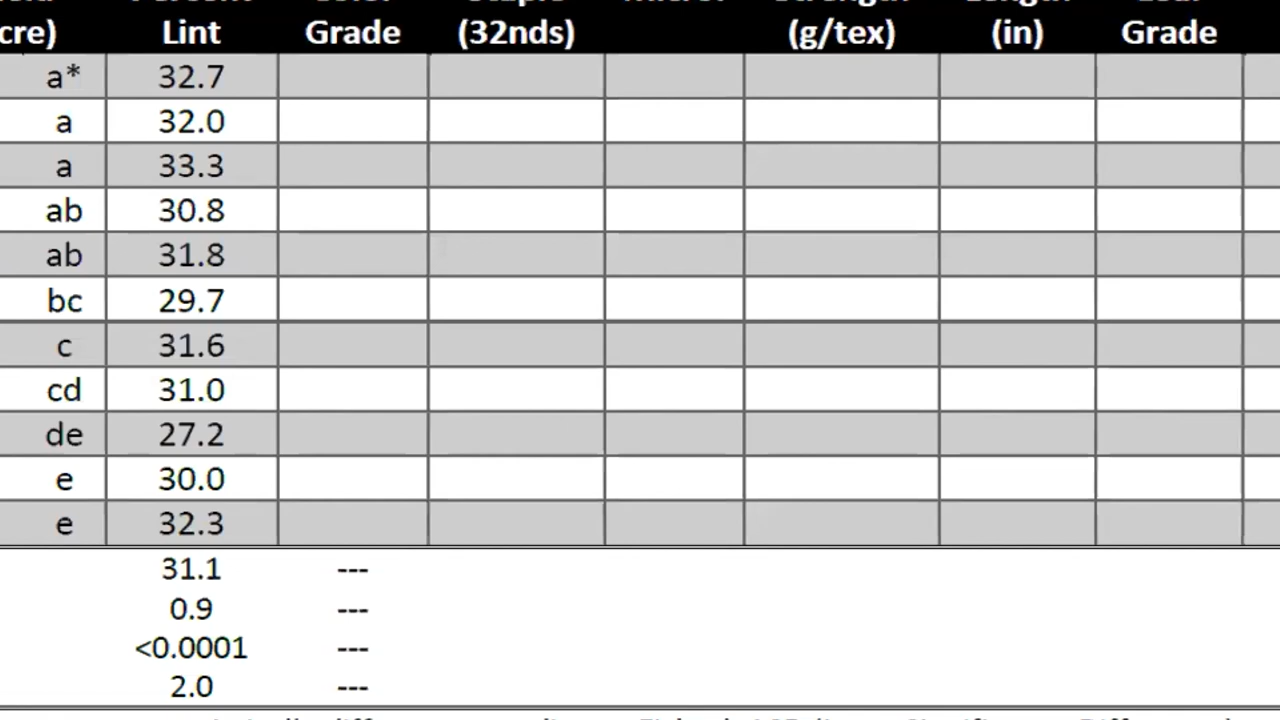 cre) Lint Grade (32nds) (g/tex) (in) Grade
a* 32.7
a 32.0
a 33.3
ab 30.8
ab 31.8
bc 29.7
c 31.6
cd 31.0
de 27.2
e 30.0
e 32.3
31.1 ---
0.9 ---
<0.0001 ---
2.0 ---